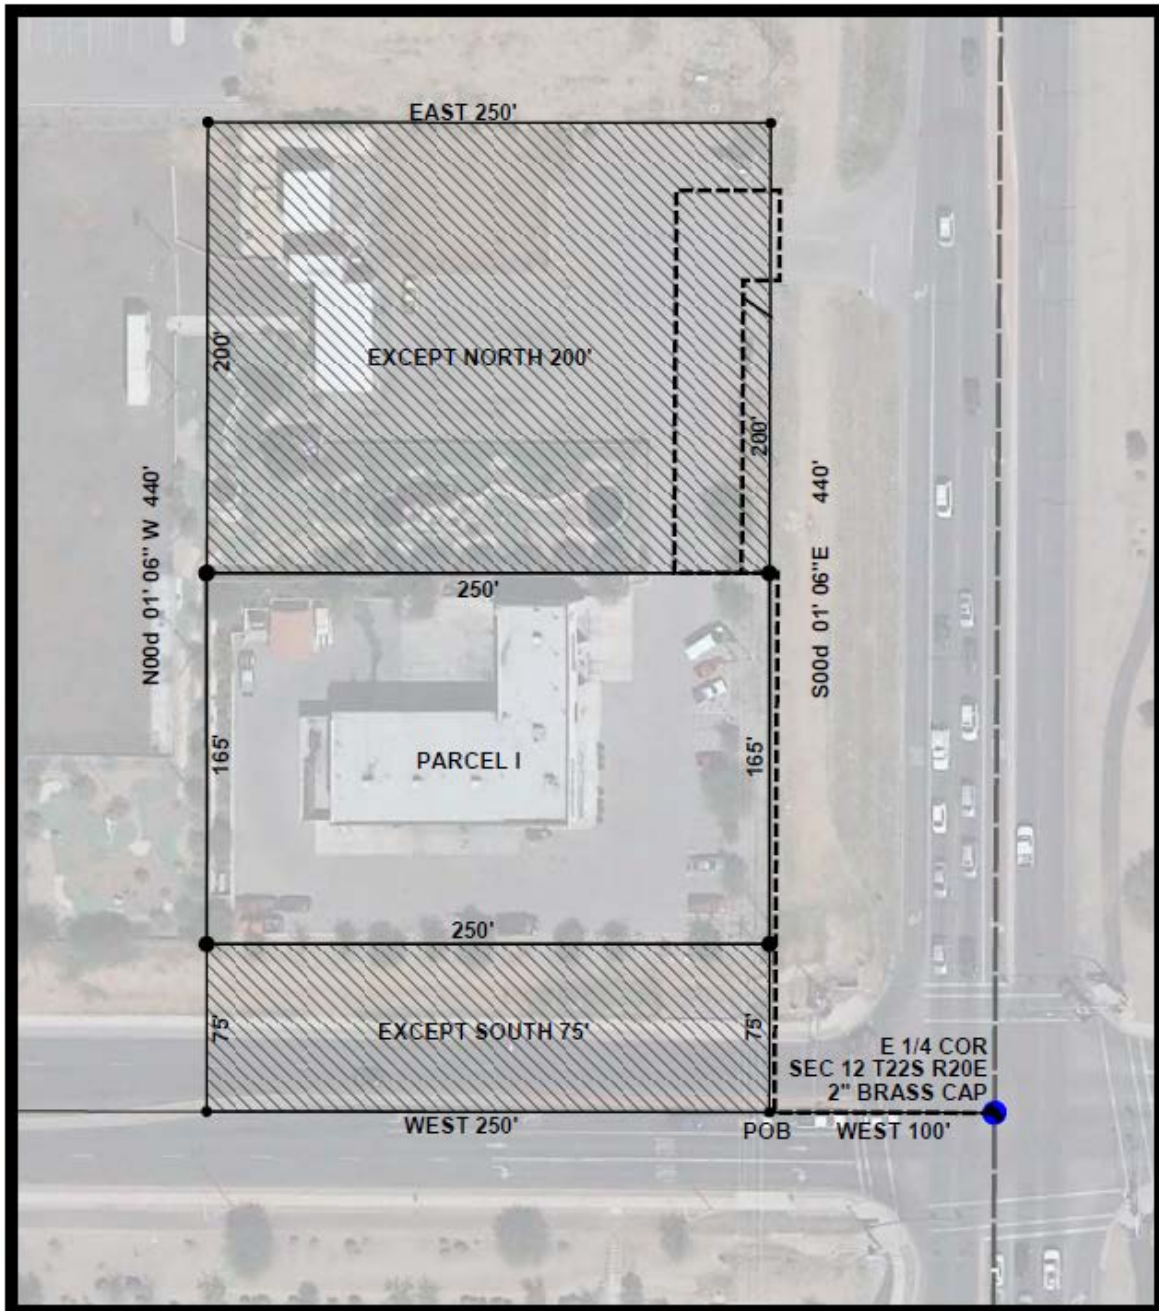 EAST 250'
200'
EXCEPT NORTH 200'
200'
N00d 01' 06" W 440'
S00d 01' 06"E 440'
250'
165'
PARCEL I
165'
250'
75'
EXCEPT SOUTH 75'
75'
E 1/4 COR
SEC 12 T22S R20E
2" BRASS CAP
WEST 250'
POB
WEST 100'